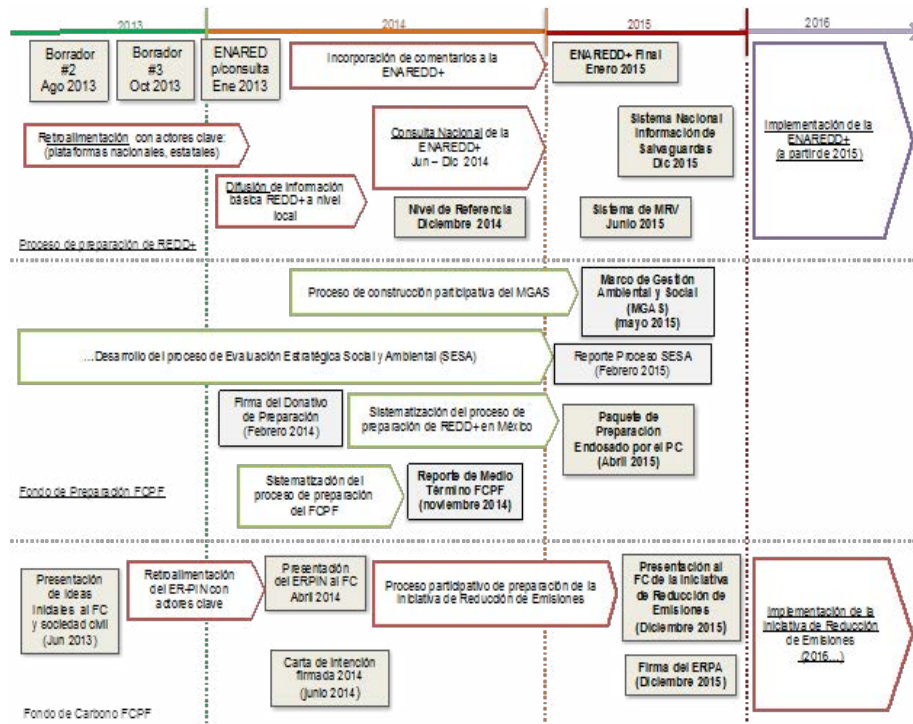 2013
2014
2015
2016
Borrador
#2
Ago 2013
Borrador
#3
Oct 2013
ENARED
p/consulta
Ene 2013
Incorporación de comentarios a la
ENAREDD+
ENAREDD+ Final
Enero 2015
Retroalimentación con actores clave:
(plataformas nacionales, estatales)
Consulta Nacional de la
ENAREDD+
Jun – Dic 2014
Sistema Nacional
Información de
Salvaguardas
Dic 2015
Implementación de la
ENAREDD+
(a partir de 2015)
Difusión de información
básica REDD+ a nivel
local
Nivel de Referencia
Diciembre 2014
Sistema de MRV
Junio 2015
Proceso de preparación de REDD+
Proceso de construcción participativa del MGAS
Marco de Gestión
Ambiental y Social
(MGAS)
(mayo 2015)
...Desarrollo del proceso de Evaluación Estratégica Social y Ambiental (SESA)
Reporte Proceso SESA
(Febrero 2015)
Firma del Donativo
de Preparación
(Febrero 2014)
Sistematización del proceso de
preparación de REDD+ en México
Paquete de
Preparación
Endosado por el PC
(Abril 2015)
Sistematización del
proceso de preparación
del FCPF
Reporte de Medio
Término FCPF
(noviembre 2014)
Fondo de Preparación FCPF
Presentación
de ideas
iniciales al FC
y sociedad civil
(Jun 2013)
Retroalimentación
del ER-PIN con
actores clave
Presentación
del ERPIN al FC
Abril 2014
Proceso participativo de preparación de la
Iniciativa de Reducción de Emisiones
Presentación al
FC de la Iniciativa
de Reducción de
Emisiones
(Diciembre 2015)
Implementación de la
Iniciativa de Reducción
de Emisiones
(2016...)
Carta de Intención
firmada 2014
(junio 2014)
Firma del ERPA
(Diciembre 2015)
Fondo de Carbono FCPF